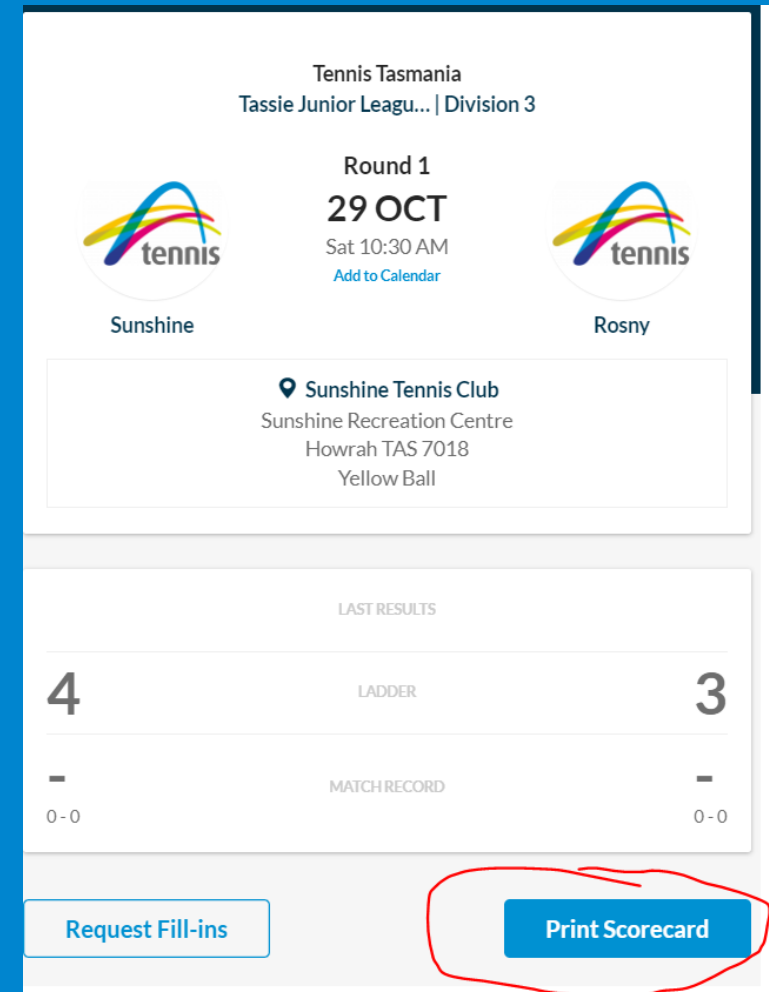 Tennis Tasmania
Tassie Junior Leagu... | Division 3
Round 1
29 OCT
Sat 10:30 AM
Add to Calendar
tennis
tennis
Sunshine
Rosny
Sunshine Tennis Club
Sunshine Recreation Centre
Howrah TAS 7018
Yellow Ball
LAST RESULTS
4 LADDER 3
- MATCH RECORD -
0 - 0 0 - 0
Request Fill-ins Print Scorecard